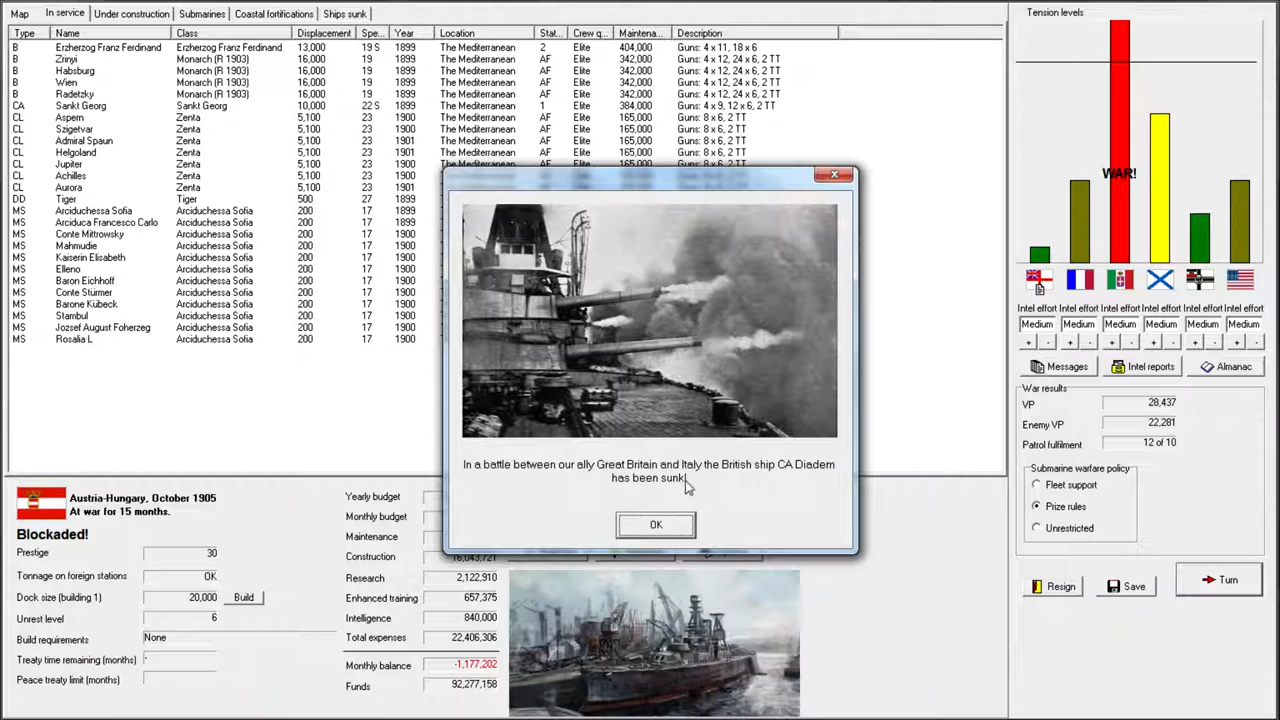 Map
In service
Under construction
Submarines
Coastal fortifications
Ships sunk
Type Name Class Displacement Spe... Year Location Stat... Crew q... Maintena... Description
B Erzherzog Franz Ferdinand Erzherzog Franz Ferdinand 13,000 19 S 1899 The Mediterranean 2 Elite 404,000 Guns: 4 x 11, 18 x 6
B Zrinyi Monarch (R 1903) 16,000 19 1899 The Mediterranean AF Elite 342,000 Guns: 4 x 12, 24 x 6, 2 TT
B Habsburg Monarch (R 1903) 16,000 19 1899 The Mediterranean AF Elite 342,000 Guns: 4 x 12, 24 x 6, 2 TT
B Wien Monarch (R 1903) 16,000 19 1899 The Mediterranean AF Elite 342,000 Guns: 4 x 12, 24 x 6, 2 TT
B Radetzky Monarch (R 1903) 16,000 19 1899 The Mediterranean AF Elite 342,000 Guns: 4 x 12, 24 x 6, 2 TT
CA Sankt Georg Sankt Georg 10,000 22 S 1899 The Mediterranean 1 Elite 384,000 Guns: 4 x 9, 12 x 6, 2 TT
CL Aspern Zenta 5,100 23 1900 The Mediterranean AF Elite 165,000 Guns: 8 x 6, 2 TT
CL Szigetvar Zenta 5,100 23 1900 The Mediterranean AF Elite 165,000 Guns: 8 x 6, 2 TT
CL Admiral Spaun Zenta 5,100 23 1901 The Mediterranean AF Elite 165,000 Guns: 8 x 6, 2 TT
CL Helgoland Zenta 5,100 23 1901 The Mediterranean AF Elite 165,000 Guns: 8 x 6, 2 TT
CL Jupiter Zenta 5,100 23 1900 The Mediterranean AF Elite 165,000 Guns: 8 x 6, 2 TT
CL Achilles Zenta 5,100 23 1900
CL Aurora Zenta 5,100 23 1901
DD Tiger Tiger 500 27 1899
MS Arciduchessa Sofia Arciduchessa Sofia 200 17 1899
MS Arciduca Francesco Carlo Arciduchessa Sofia 200 17 1899
MS Conte Mittrowsky Arciduchessa Sofia 200 17 1900
MS Mahmudie Arciduchessa Sofia 200 17 1900
MS Kaiserin Elisabeth Arciduchessa Sofia 200 17 1900
MS Elleno Arciduchessa Sofia 200 17 1900
MS Baron Eichhoff Arciduchessa Sofia 200 17 1900
MS Conte Stürmer Arciduchessa Sofia 200 17 1900
MS Barone Kübeck Arciduchessa Sofia 200 17 1900
MS Stambul Arciduchessa Sofia 200 17 1900
MS Jozsef August Foherzeg Arciduchessa Sofia 200 17 1900
MS Rosalia L Arciduchessa Sofia 200 17 1900
In a battle between our ally Great Britain and Italy the British ship CA Diadem
has been sunk.
OK
Tension levels
WAR!
Intel effort Intel effort Intel effort Intel effort Intel effort Intel effort
Medium Medium Medium Medium Medium Medium
+ - + - + - + - + - + -
Messages
Intel reports
Almanac
War results
VP 28,437
Enemy VP 22,281
Patrol fulfilment 12 of 10
Submarine warfare policy
Fleet support
Prize rules
Unrestricted
Resign
Save
Turn
Austria-Hungary, October 1905
At war for 15 months.
Blockaded!
Prestige 30
Tonnage on foreign stations OK
Dock size (building 1) 20,000 Build
Unrest level 6
Build requirements None
Treaty time remaining (months) -
Peace treaty limit (months)
Yearly budget
Monthly budget
Maintenance
Construction 16,043,721
Research 2,122,910
Enhanced training 657,375
Intelligence 840,000
Total expenses 22,406,306
Monthly balance -1,177,202
Funds 92,277,158